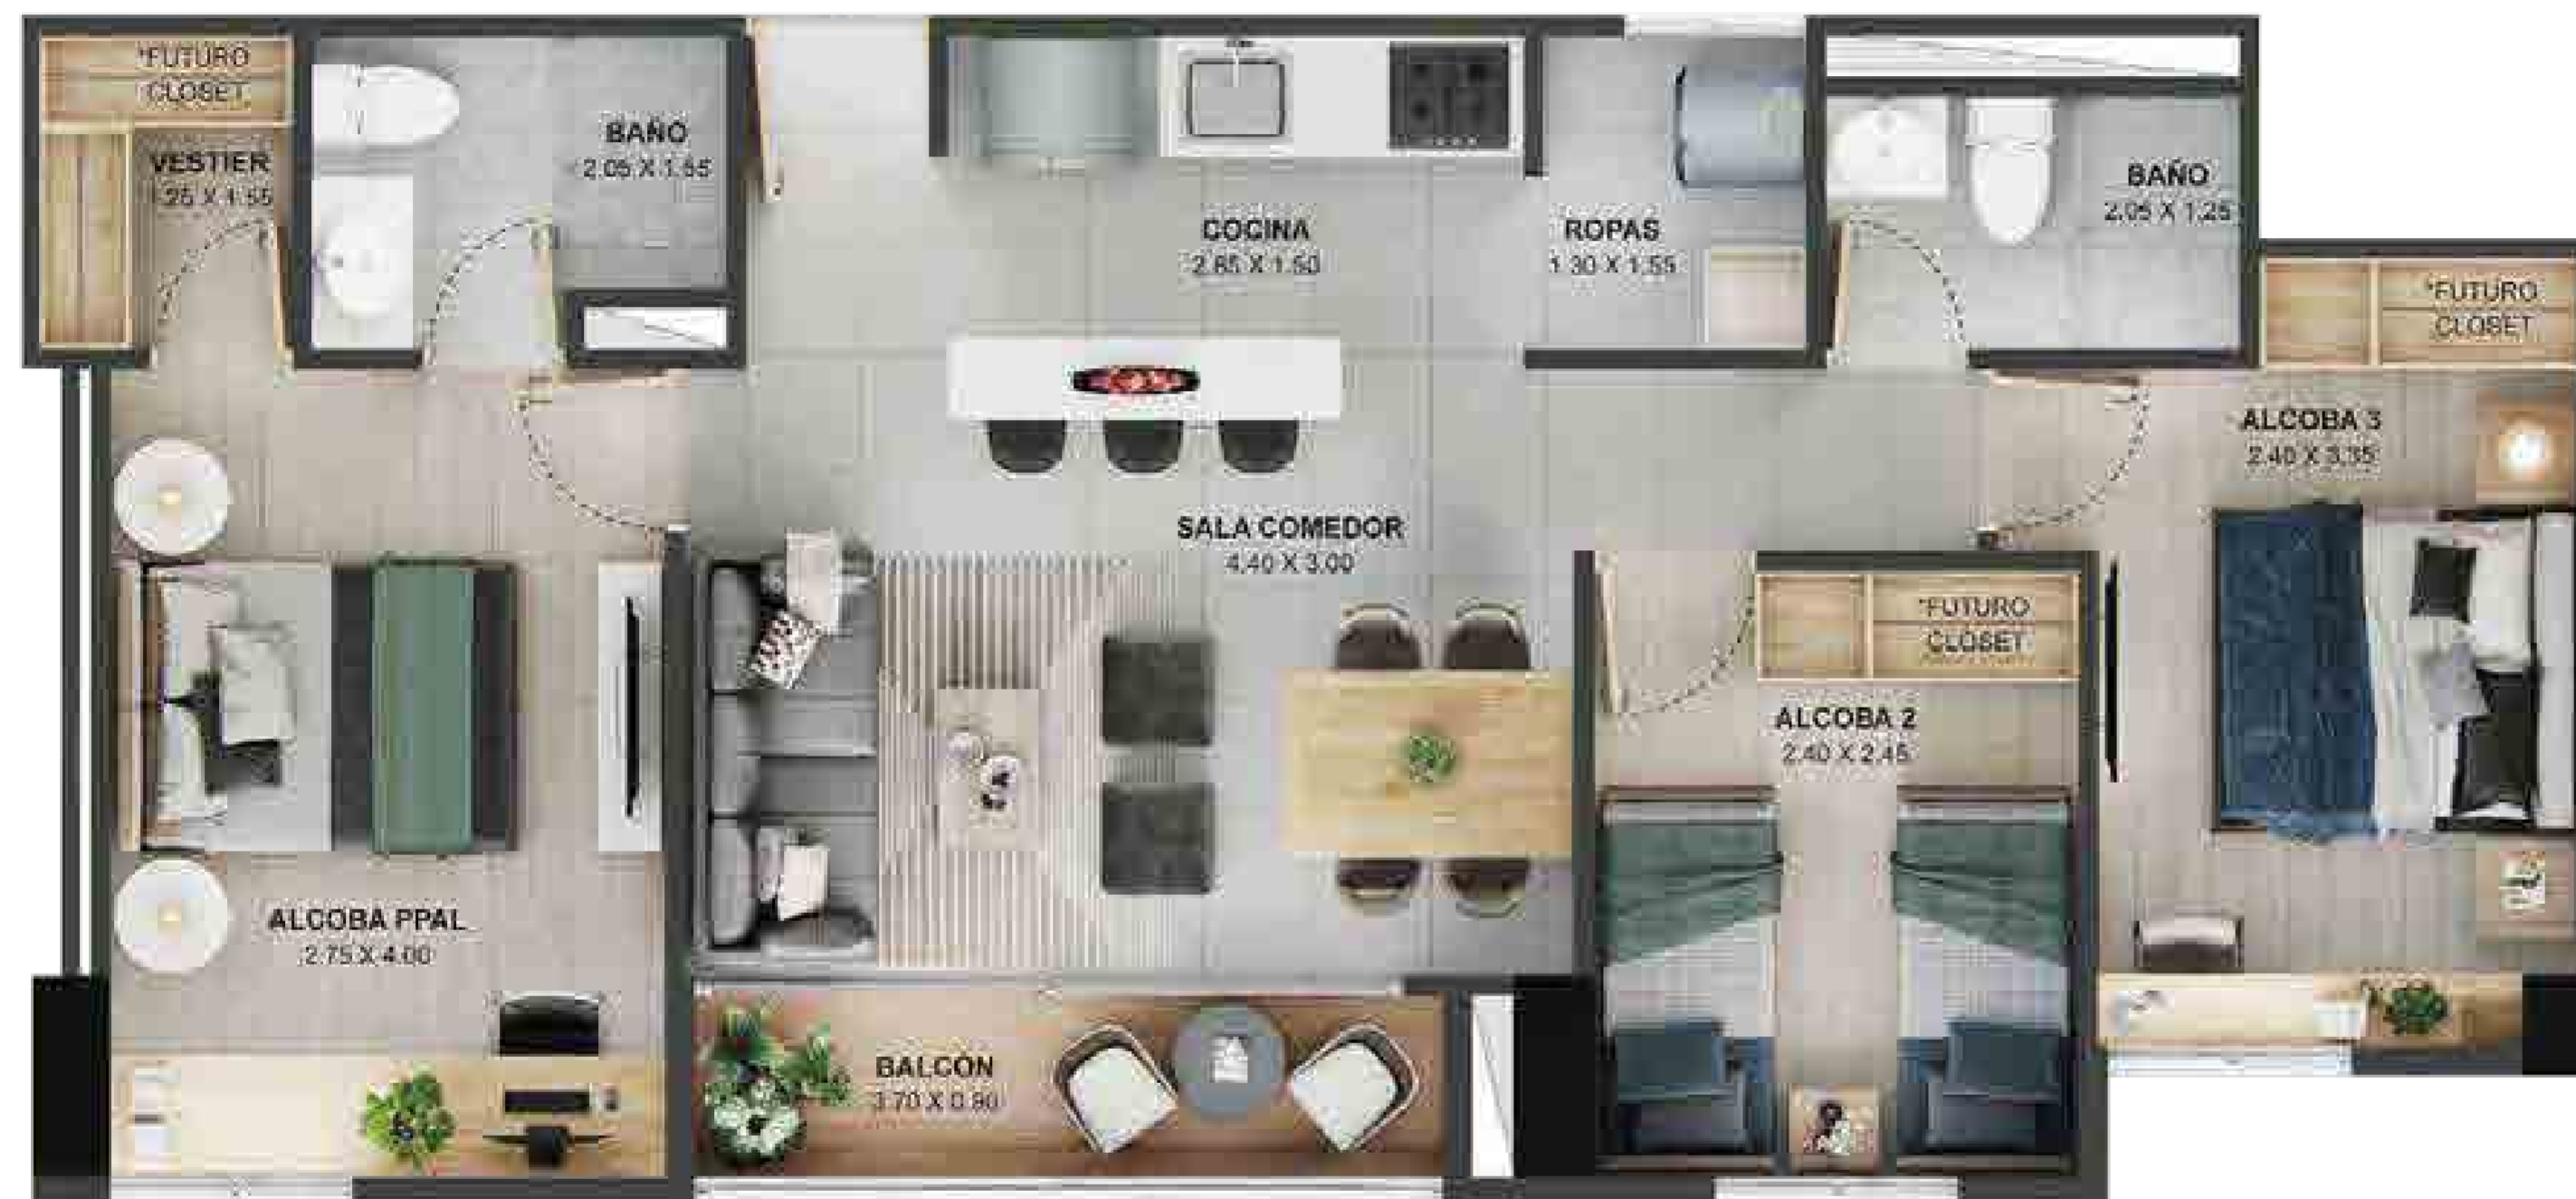 *FUTURO
CLOSET
VESTIER
1.25 X 1.55
BAÑO
2.05 X 1.55
COCINA
2.85 X 1.50
ROPAS
1.30 X 1.55
BAÑO
2.05 X 1.25
*FUTURO
CLOSET
ALCOBA 3
2.40 X 3.35
SALA COMEDOR
4.40 X 3.00
*FUTURO
CLOSET
ALCOBA 2
2.40 X 2.45
ALCOBA PPAL
2.75 X 4.00
BALCÓN
3.70 X 0.90